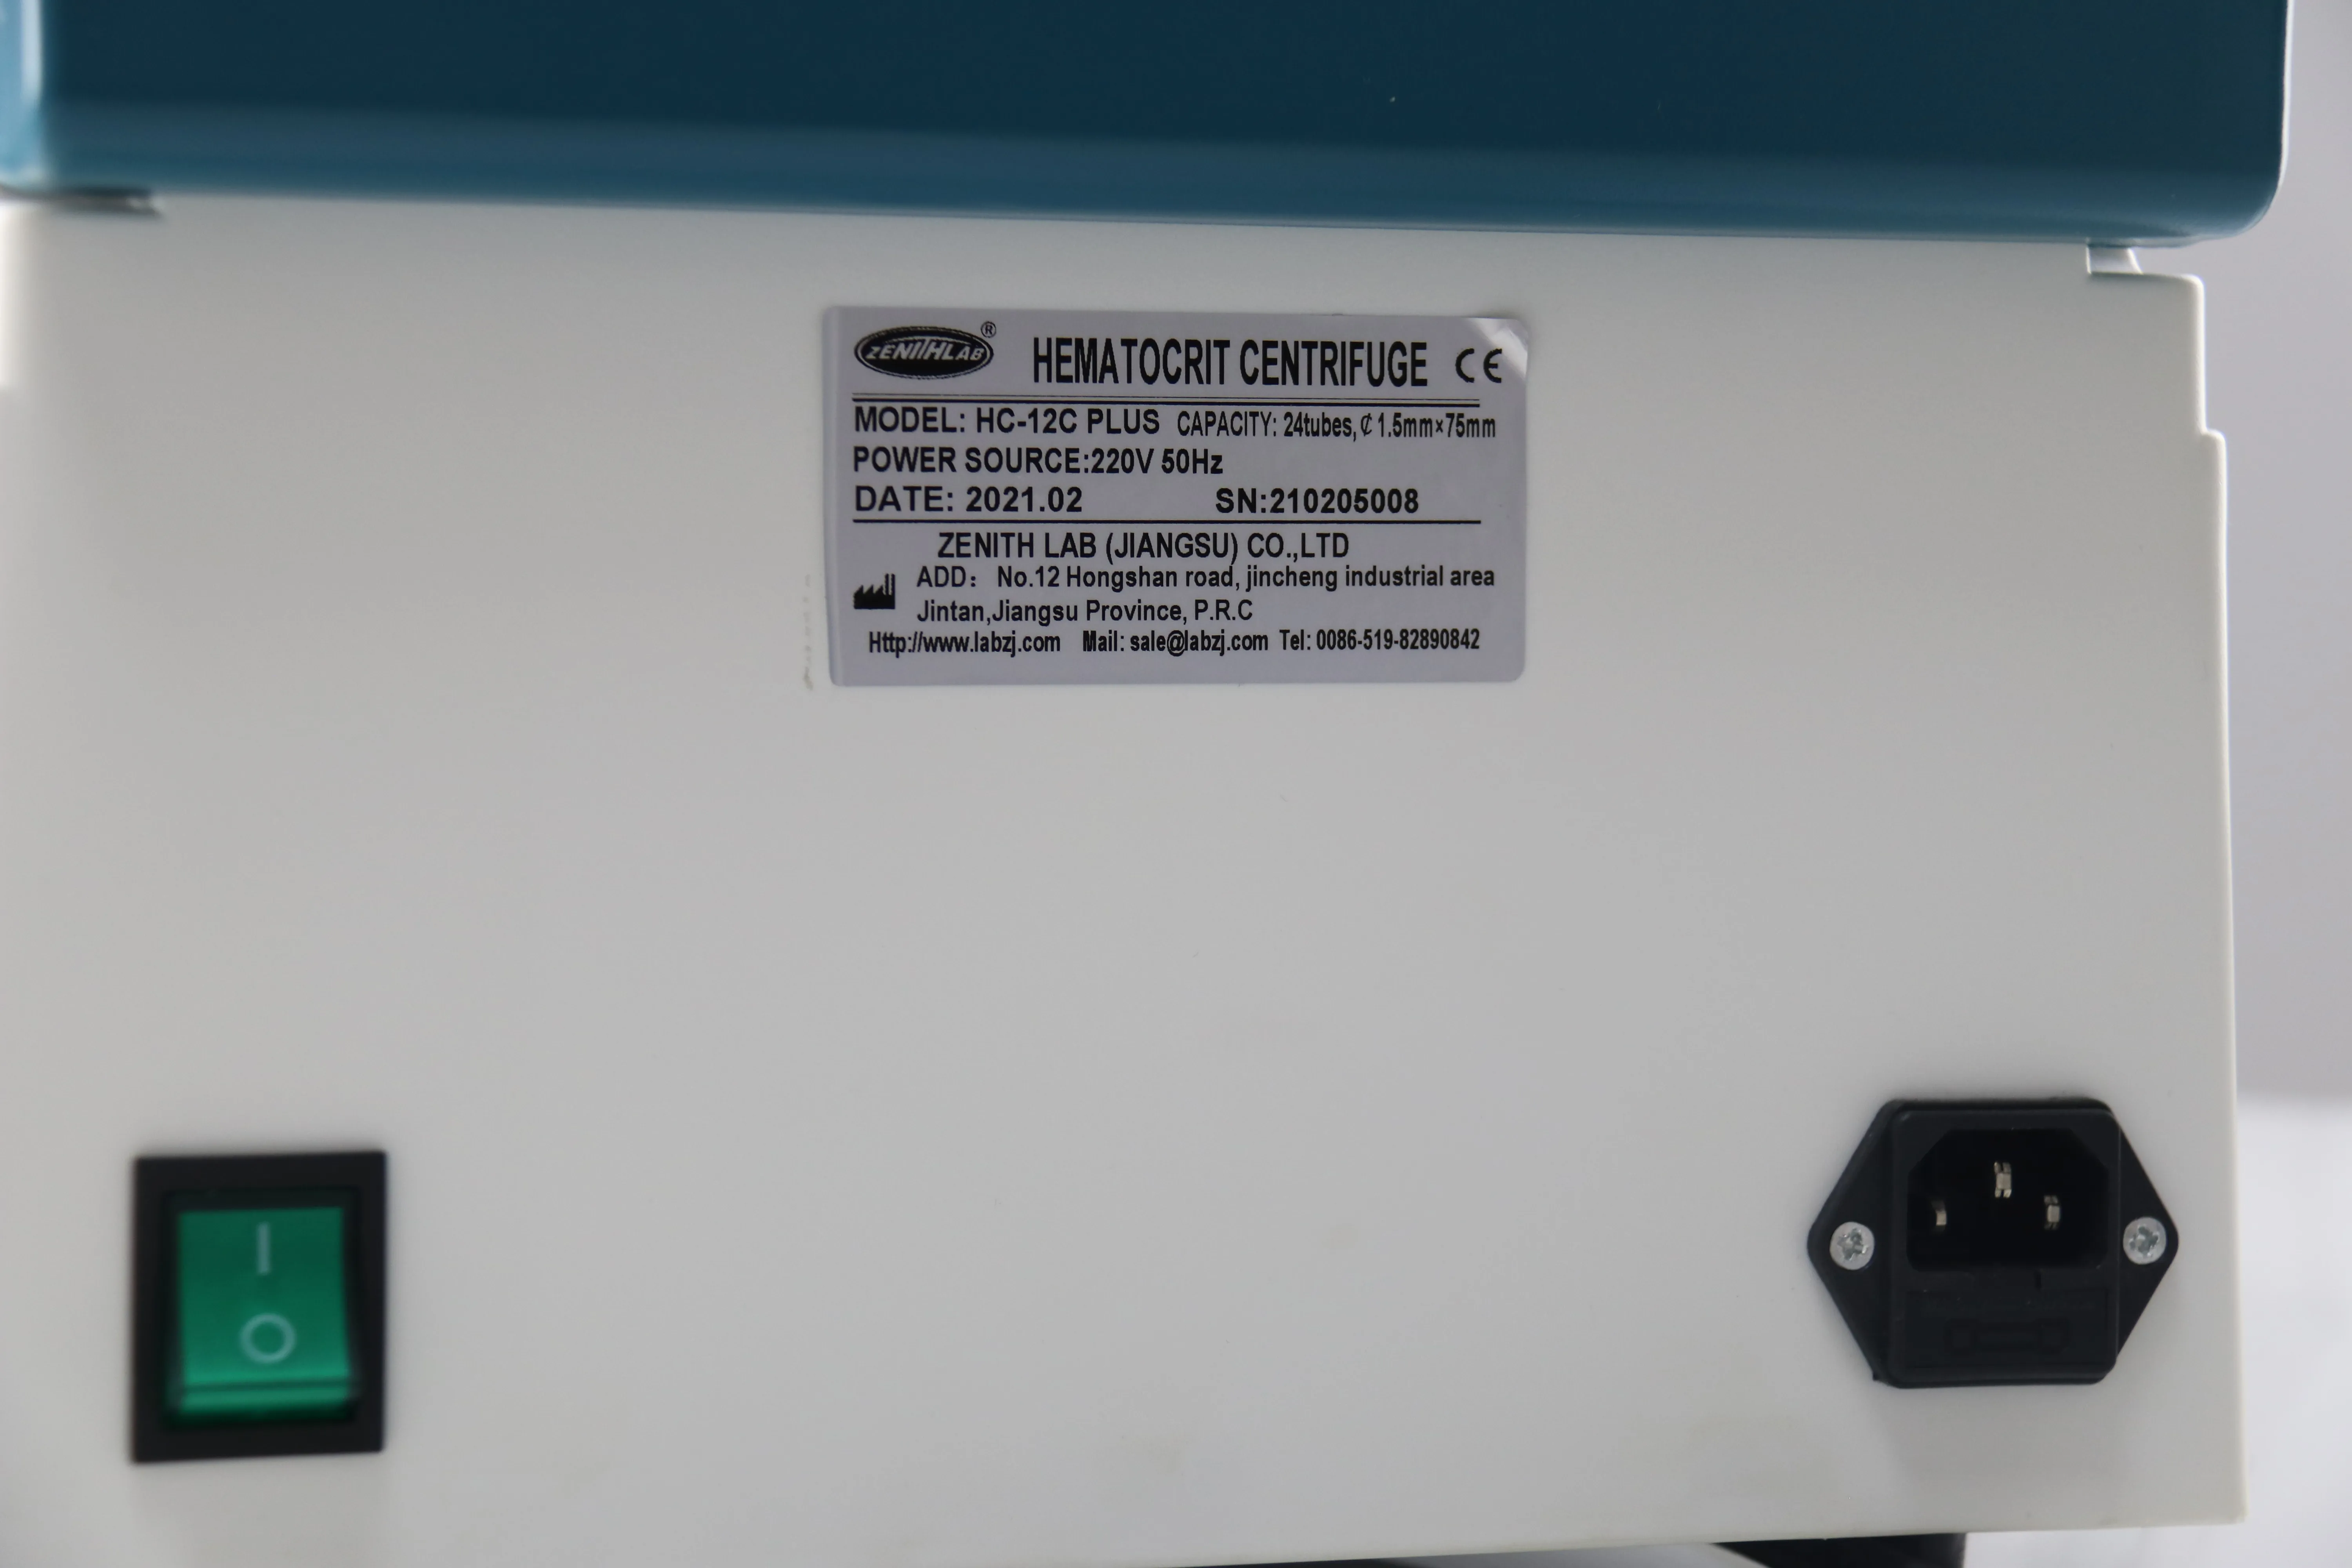 ZENITHLAB ® HEMATOCRIT CENTRIFUGE CE
MODEL: HC-12C PLUS CAPACITY: 24tubes,₵1.5mm×75mm
POWER SOURCE:220V 50Hz
DATE: 2021.02 SN:210205008
ZENITH LAB (JIANGSU) CO.,LTD
ADD： No.12 Hongshan road, jincheng industrial area
Jintan,Jiangsu Province, P.R.C
Http://www.labzj.com Mail: sale@labzj.com Tel: 0086-519-82890842
I
O